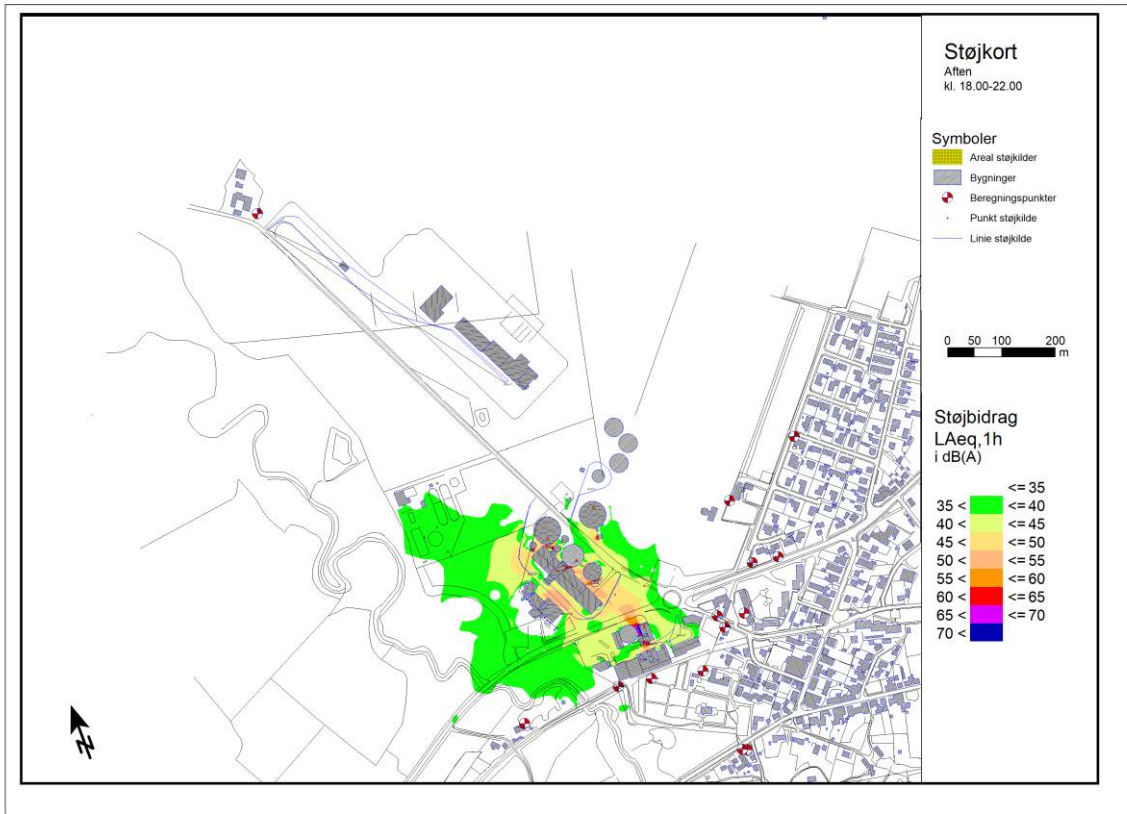 Støjkort
Aften
kl. 18.00-22.00
Symboler
Areal støjkilder
Bygninger
Beregningspunkter
Punkt støjkilde
Linie støjkilde
0 50 100 200
m
Støjbidrag
LAeq,1h
i dB(A)
<= 35
35 < <= 40
40 < <= 45
45 < <= 50
50 < <= 55
55 < <= 60
60 < <= 65
65 < <= 70
70 <
N